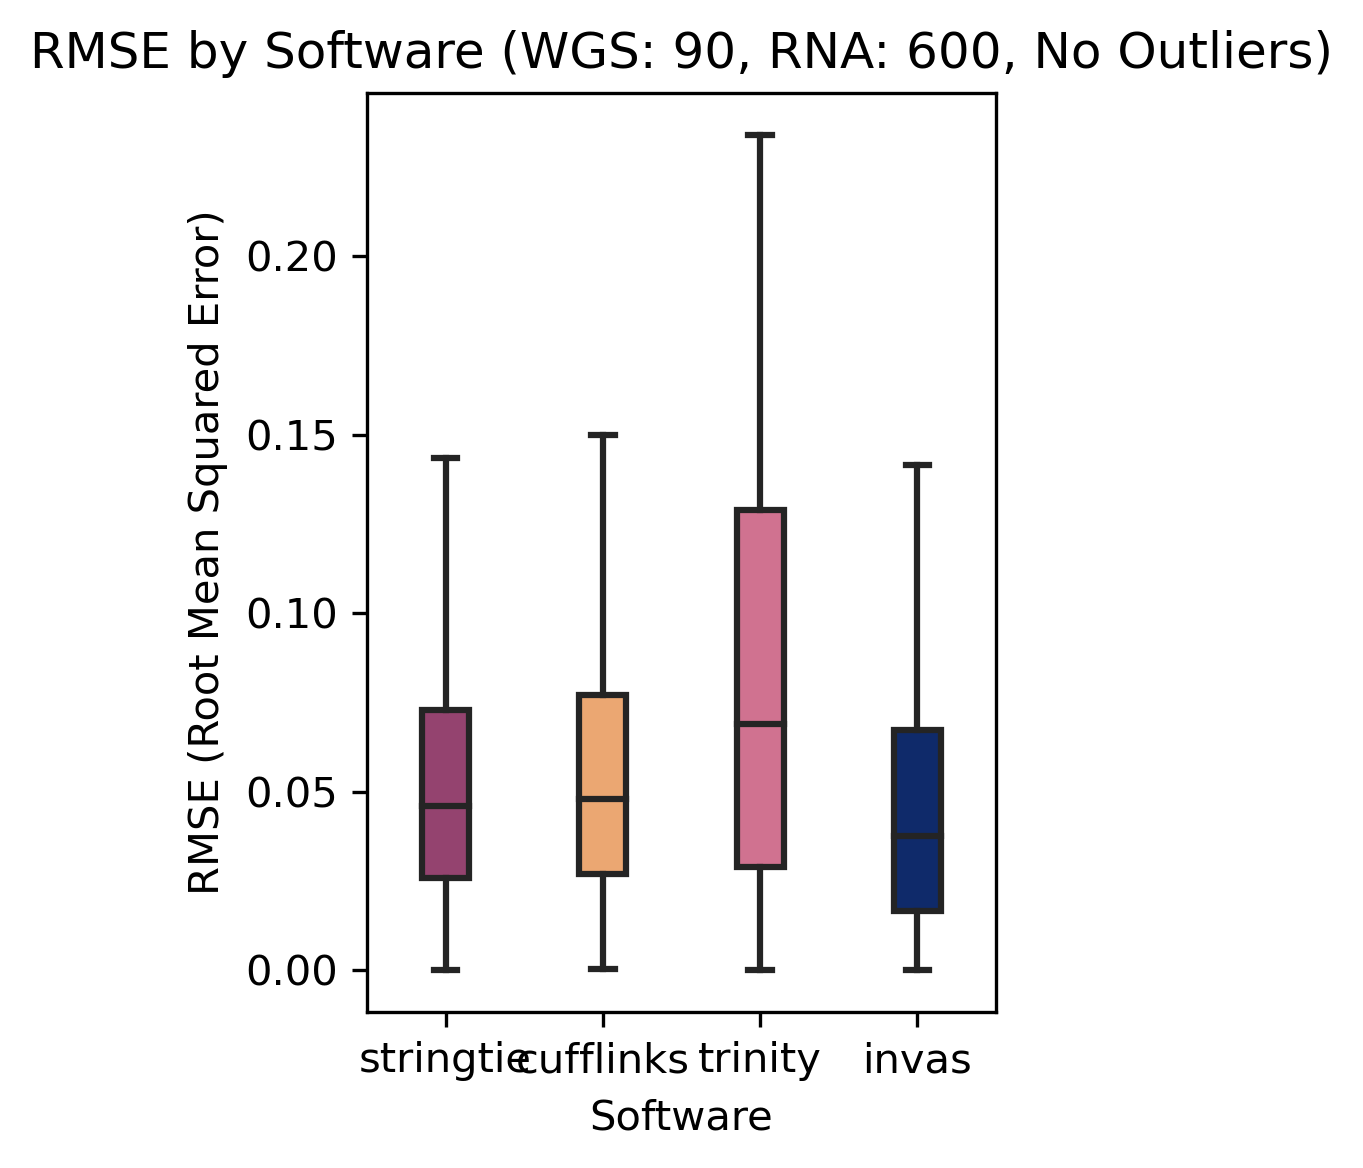 RMSE by Software (WGS: 90, RNA: 600, No Outliers)
RMSE (Root Mean Squared Error)
0.20
0.15
0.10
0.05
0.00
stringtie cufflinks trinity invas
Software